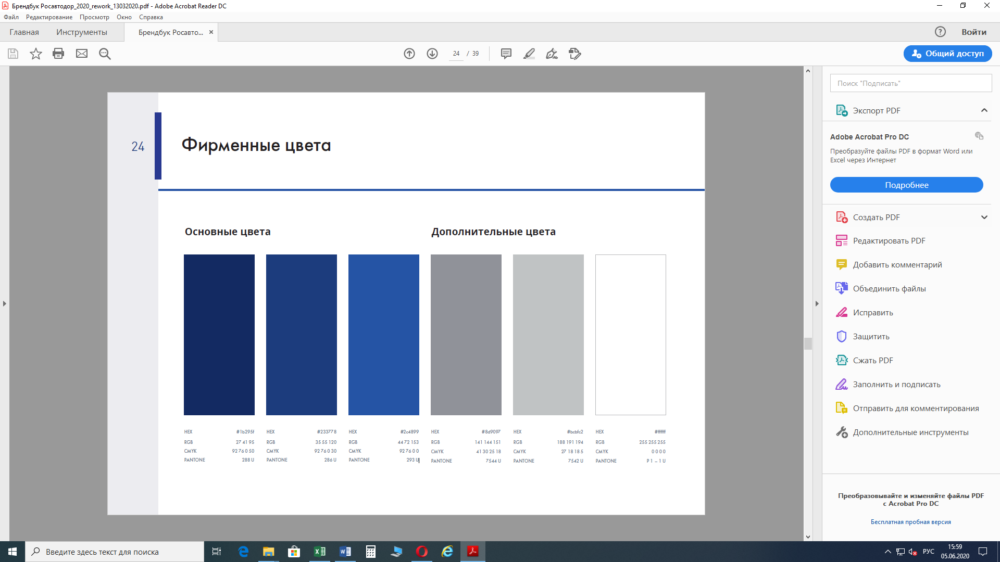 Брендбук Росавтодор_2020_rework_13032020.pdf - Adobe Acrobat Reader DC
Файл Редактирование Просмотр Окно Справка
Главная Инструменты Брендбук Росавто... Войти
24 / 39 Общий доступ
24
Фирменные цвета
Основные цвета
Дополнительные цвета
HEX #1b295f
RGB 27 41 95
CMYK 92 76 0 50
PANTONE 288 U
HEX #233778
RGB 35 55 120
CMYK 92 76 0 30
PANTONE 286 U
HEX #2c4899
RGB 44 72 153
CMYK 92 76 0 0
PANTONE 293 U
HEX #8d9097
RGB 141 144 151
CMYK 41 30 25 18
PANTONE 7544 U
HEX #bcbfc2
RGB 188 191 194
CMYK 27 18 18 5
PANTONE 7542 U
HEX #ffffff
RGB 255 255 255
CMYK 0 0 0 0
PANTONE P 1 – 1 U
Поиск "Подписать"
Экспорт PDF
Adobe Acrobat Pro DC
Преобразуйте файлы PDF в формат Word или
Excel через Интернет
Подробнее
Создать PDF
Редактировать PDF
Добавить комментарий
Объединить файлы
Исправить
Защитить
Сжать PDF
Заполнить и подписать
Отправить для комментирования
Дополнительные инструменты
Преобразовывайте и изменяйте файлы PDF
с Acrobat Pro DC
Бесплатная пробная версия
Введите здесь текст для поиска
РУС
15:59
05.06.2020